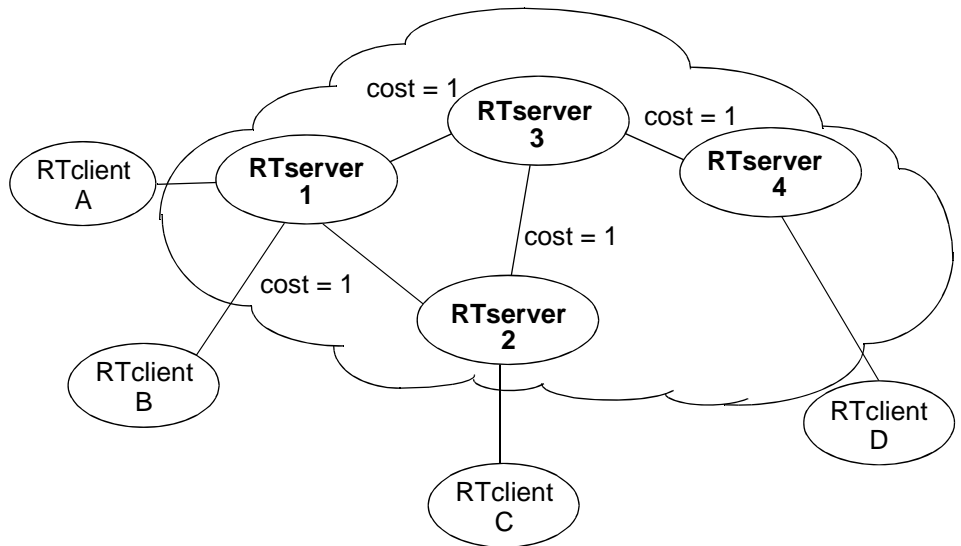 cost = 1
RTserver
3
cost = 1
RTclient
A
RTserver
1
RTserver
4
cost = 1
cost = 1
RTserver
2
RTclient
B
RTclient
D
RTclient
C